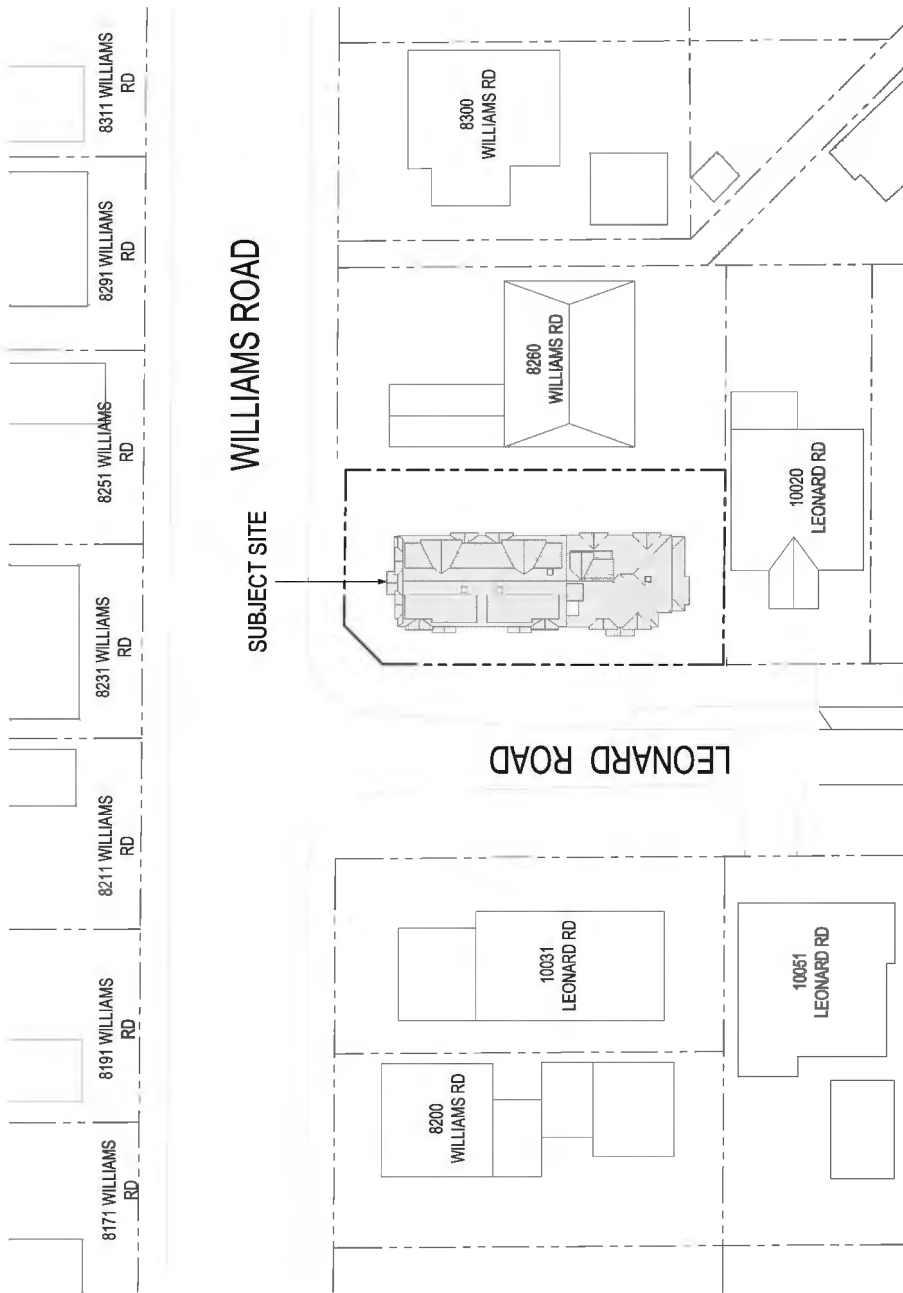 8311 WILLIAMS
RD
8291 WILLIAMS
RD
8251 WILLIAMS
RD
8231 WILLIAMS
RD
8211 WILLIAMS
RD
8191 WILLIAMS
RD
8171 WILLIAMS
RD
WILLIAMS ROAD
SUBJECT SITE
LEONARD ROAD
8300
WILLIAMS RD
8260
WILLIAMS RD
10020
LEONARD RD
10031
LEONARD RD
8200
WILLIAMS RD
10051
LEONARD RD